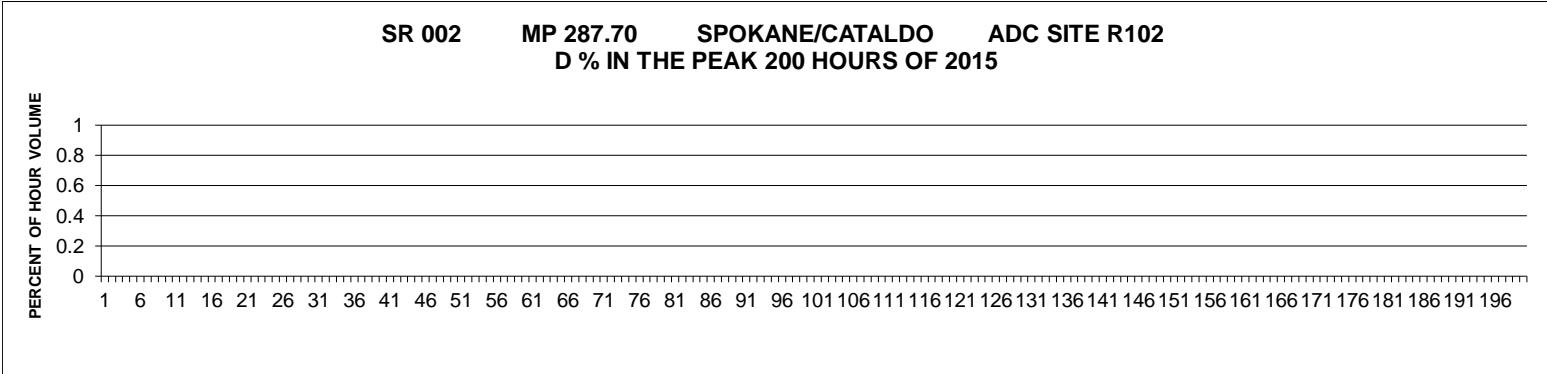 SR 002 MP 287.70 SPOKANE/CATALDO ADC SITE R102
D % IN THE PEAK 200 HOURS OF 2015
PERCENT OF HOUR VOLUME
1
0.8
0.6
0.4
0.2
0
1 6 11 16 21 26 31 36 41 46 51 56 61 66 71 76 81 86 91 96 101 106 111 116 121 126 131 136 141 146 151 156 161 166 171 176 181 186 191 196